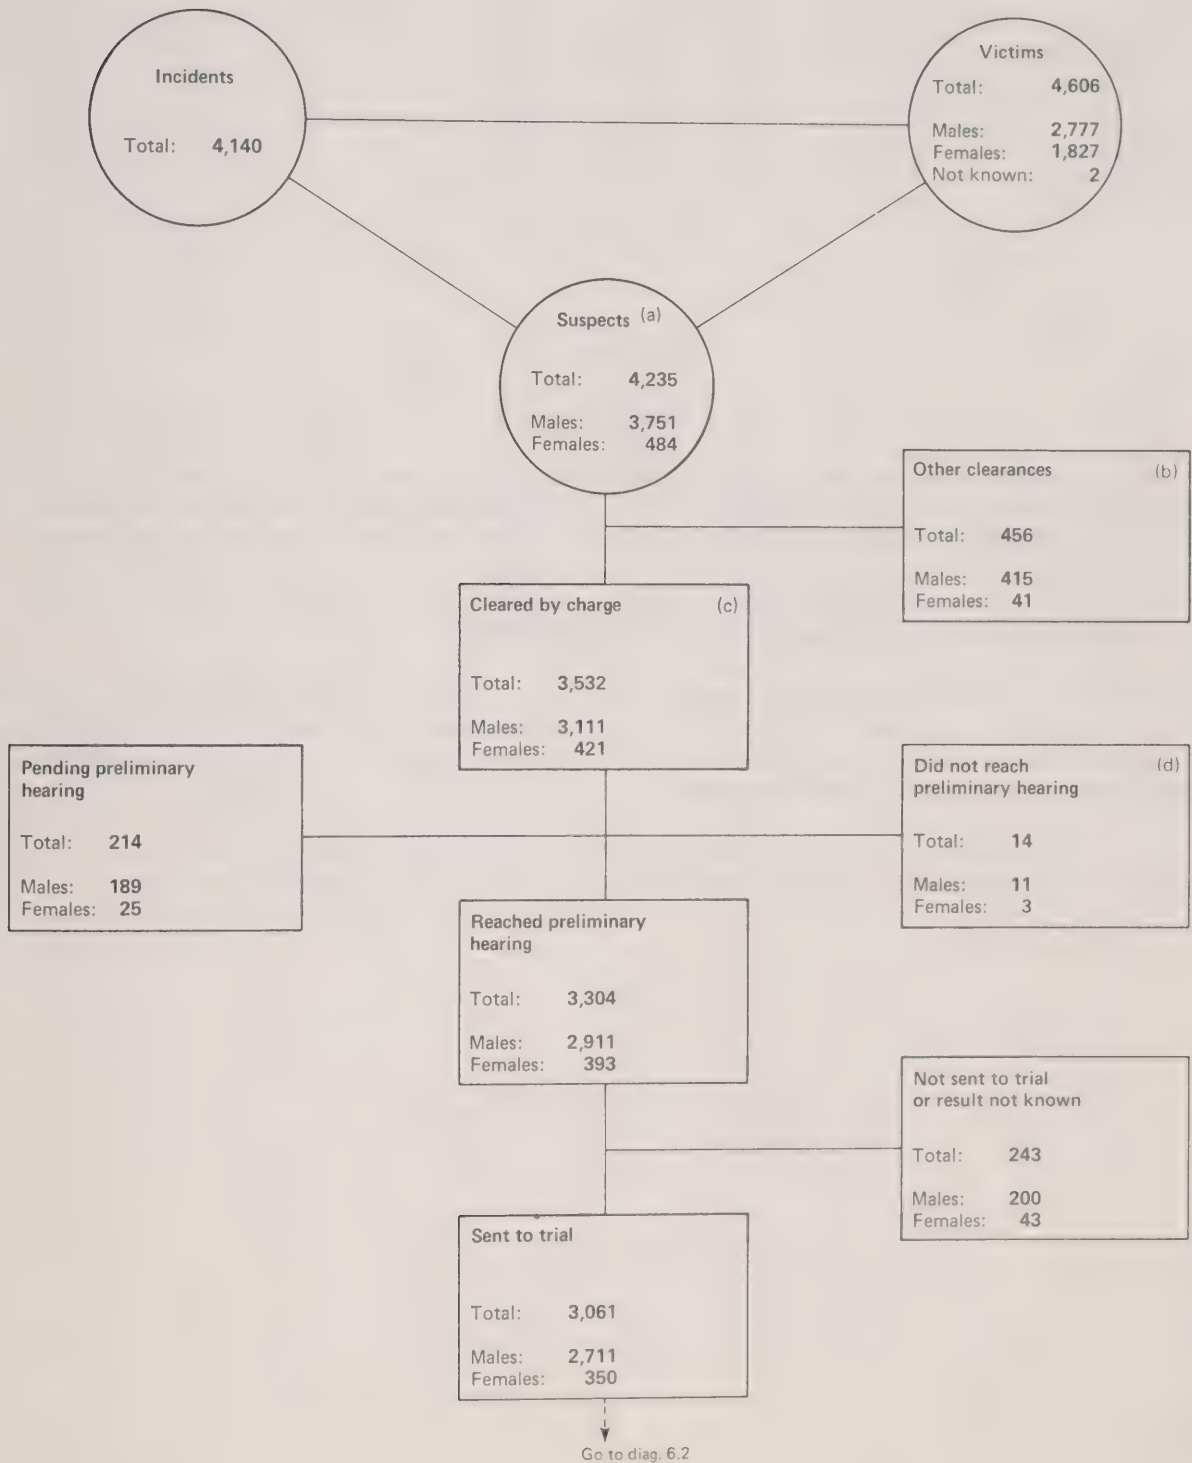 Incidents
Total: 4,140
Victims
Total: 4,606
Males: 2,777
Females: 1,827
Not known: 2
Suspects (a)
Total: 4,235
Males: 3,751
Females: 484
Other clearances (b)
Total: 456
Males: 415
Females: 41
Cleared by charge (c)
Total: 3,532
Males: 3,111
Females: 421
Pending preliminary
hearing
Total: 214
Males: 189
Females: 25
Did not reach (d)
preliminary hearing
Total: 14
Males: 11
Females: 3
Reached preliminary
hearing
Total: 3,304
Males: 2,911
Females: 393
Not sent to trial
or result not known
Total: 243
Males: 200
Females: 43
Sent to trial
Total: 3,061
Males: 2,711
Females: 350
Go to diag. 6.2